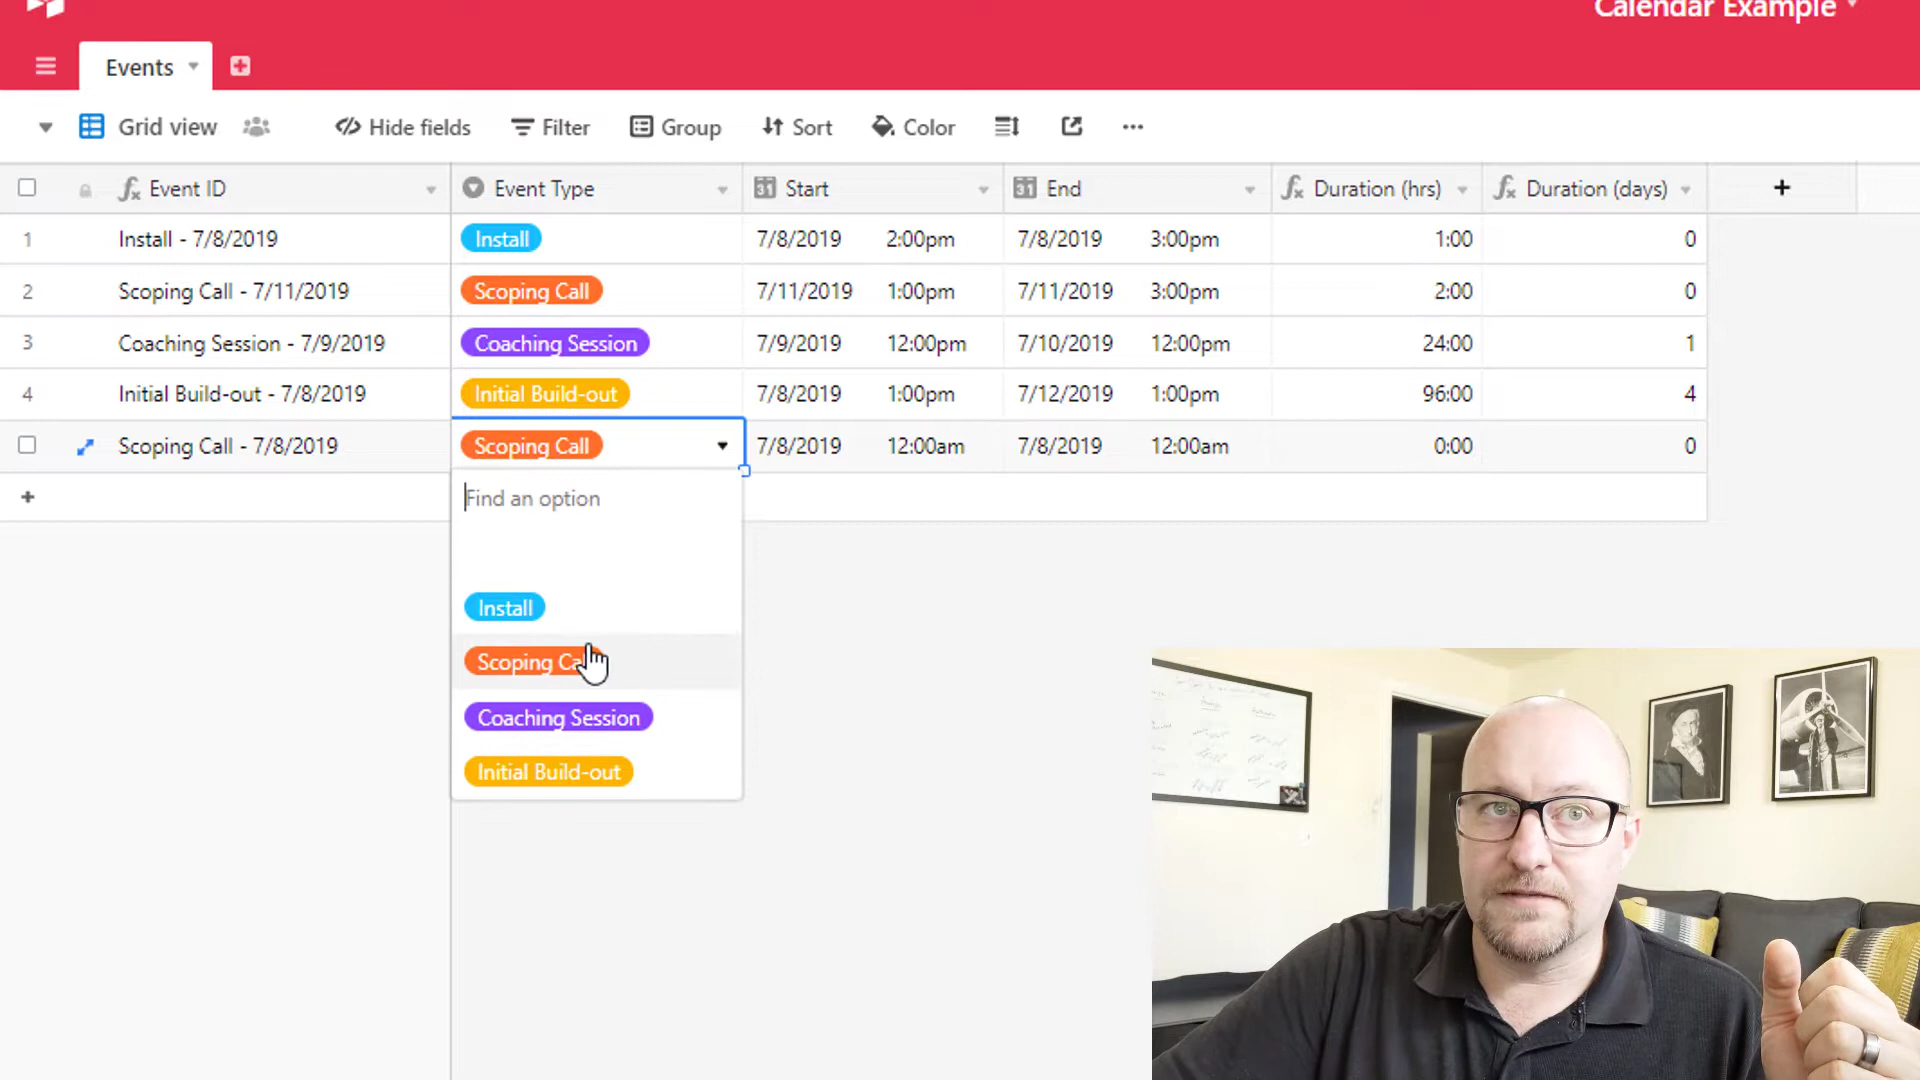 Calendar Example
Events
Grid view Hide fields Filter Group Sort Color
Event ID Event Type Start End Duration (hrs) Duration (days)
1 Install - 7/8/2019 Install 7/8/2019 2:00pm 7/8/2019 3:00pm 1:00 0
2 Scoping Call - 7/11/2019 Scoping Call 7/11/2019 1:00pm 7/11/2019 3:00pm 2:00 0
3 Coaching Session - 7/9/2019 Coaching Session 7/9/2019 12:00pm 7/10/2019 12:00pm 24:00 1
4 Initial Build-out - 7/8/2019 Initial Build-out 7/8/2019 1:00pm 7/12/2019 1:00pm 96:00 4
Scoping Call - 7/8/2019 Scoping Call 7/8/2019 12:00am 7/8/2019 12:00am 0:00 0
Find an option
Install
Scoping
Coaching Session
Initial Build-out